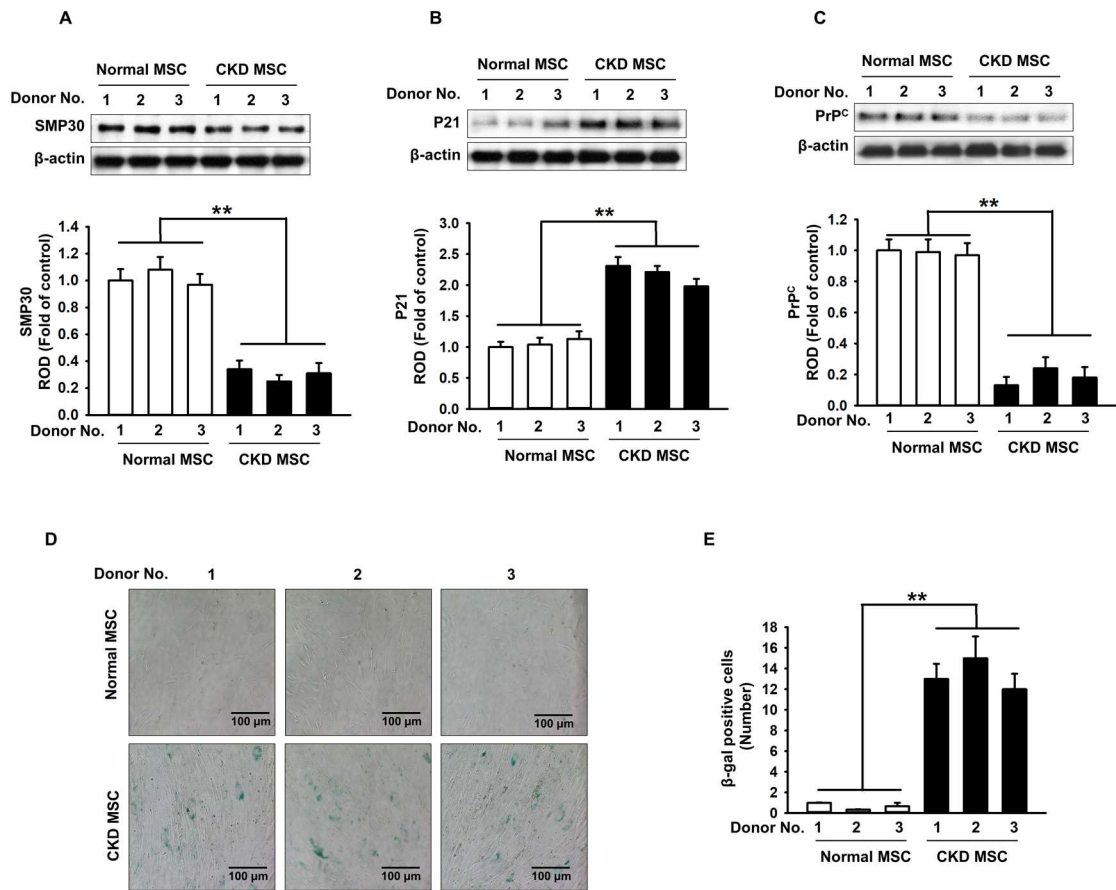 A
Normal MSC CKD MSC
Donor No. 1 2 3 1 2 3
SMP30
β-actin
**
SMP30
ROD (Fold of control)
1.4
1.2
1.0
0.8
0.6
0.4
0.2
0.0
Donor No. 1 2 3 1 2 3
Normal MSC CKD MSC
B
Normal MSC CKD MSC
Donor No. 1 2 3 1 2 3
P21
β-actin
**
P21
ROD (Fold of control)
3.0
2.5
2.0
1.5
1.0
0.5
0.0
Donor No. 1 2 3 1 2 3
Normal MSC CKD MSC
C
Normal MSC CKD MSC
Donor No. 1 2 3 1 2 3
PrPᶜ
β-actin
**
PrPᶜ
ROD (Fold of control)
1.2
1.0
0.8
0.6
0.4
0.2
0.0
Donor No. 1 2 3 1 2 3
Normal MSC CKD MSC
D
Donor No. 1 2 3
Normal MSC
100 µm 100 µm 100 µm
CKD MSC
100 µm 100 µm 100 µm
E
**
β-gal positive cells
(Number)
18
16
14
12
10
8
6
4
2
0
Donor No. 1 2 3 1 2 3
Normal MSC CKD MSC